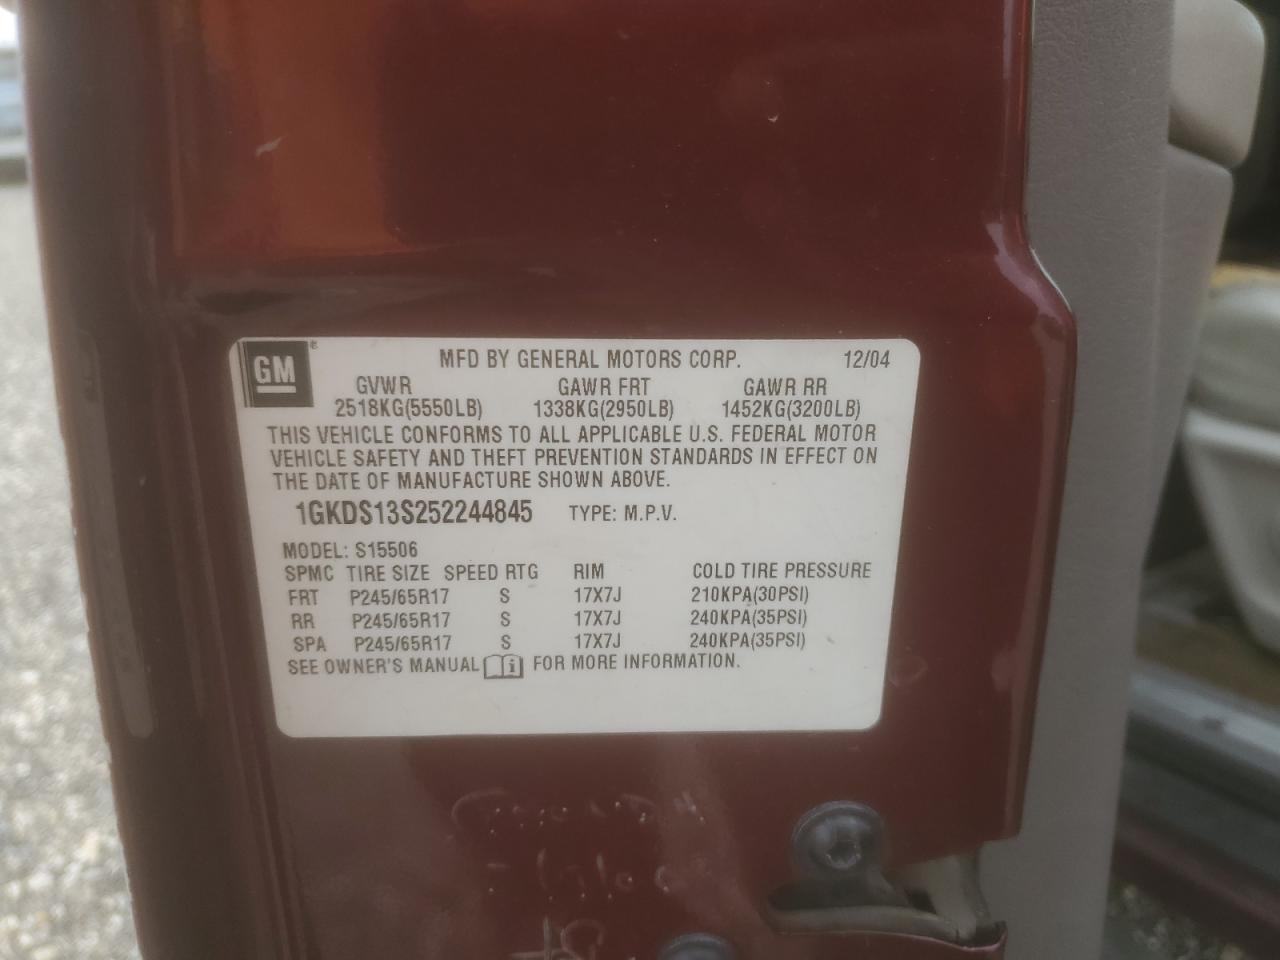 GM®
MFD BY GENERAL MOTORS CORP. 12/04
GVWR GAWR FRT GAWR RR
2518KG(5550LB) 1338KG(2950LB) 1452KG(3200LB)
THIS VEHICLE CONFORMS TO ALL APPLICABLE U.S. FEDERAL MOTOR
VEHICLE SAFETY AND THEFT PREVENTION STANDARDS IN EFFECT ON
THE DATE OF MANUFACTURE SHOWN ABOVE.
1GKDS13S252244845 TYPE: M.P.V.
MODEL: S15506
SPMC TIRE SIZE SPEED RTG RIM COLD TIRE PRESSURE
FRT P245/65R17 S 17X7J 210KPA(30PSI)
RR P245/65R17 S 17X7J 240KPA(35PSI)
SPA P245/65R17 S 17X7J 240KPA(35PSI)
SEE OWNER'S MANUAL i FOR MORE INFORMATION.